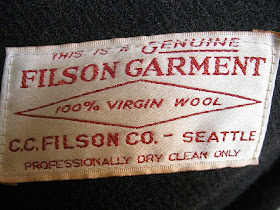 THIS IS A GENUINE
FILSON GARMENT
100% VIRGIN WOOL
C.C. FILSON CO. - SEATTLE
PROFESSIONALLY DRY CLEAN ONLY